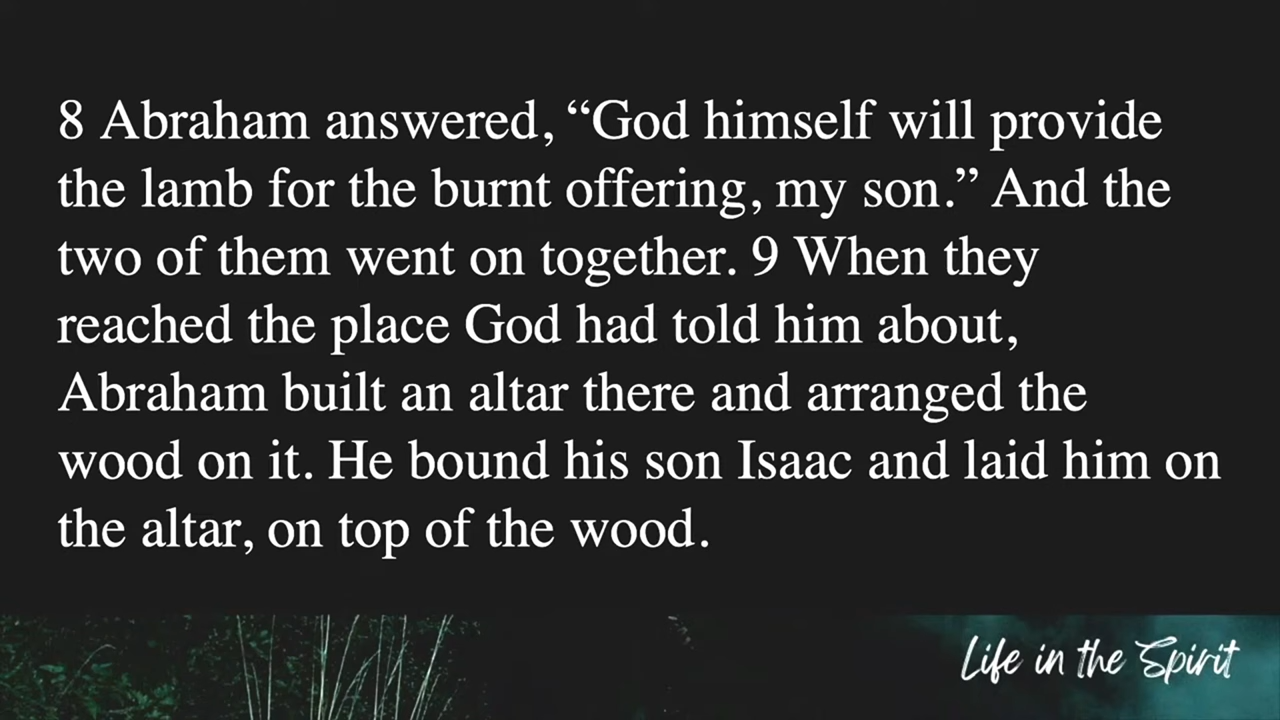 8 Abraham answered, “God himself will provide
the lamb for the burnt offering, my son.” And the
two of them went on together. 9 When they
reached the place God had told him about,
Abraham built an altar there and arranged the
wood on it. He bound his son Isaac and laid him on
the altar, on top of the wood.
Life in the Spirit